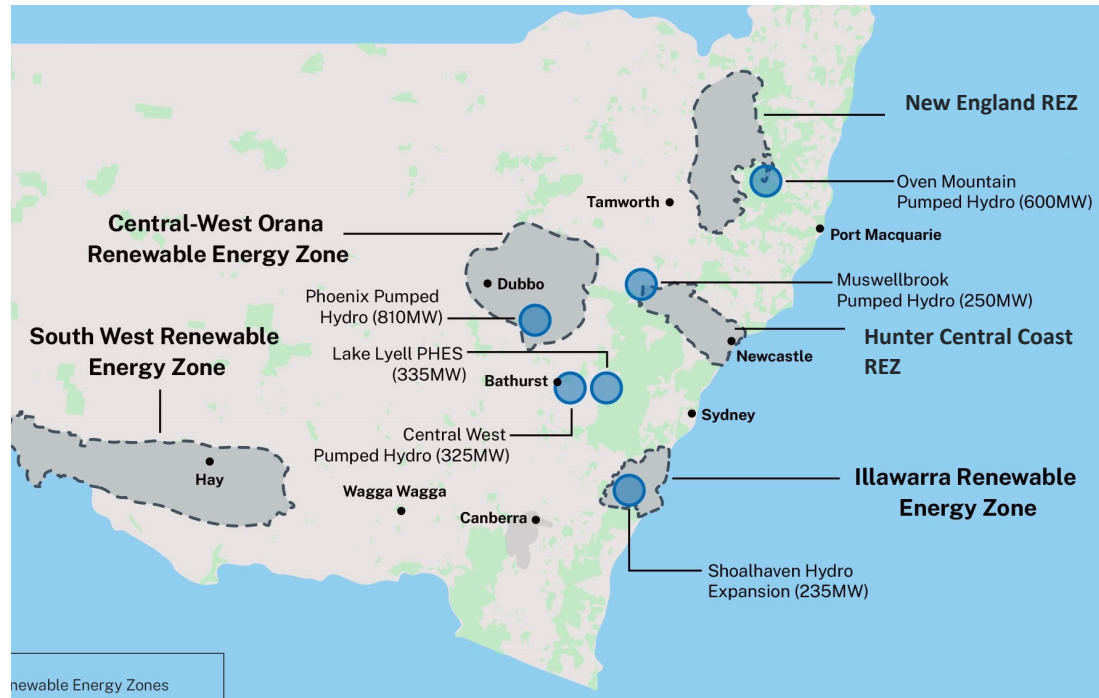 New England REZ
Oven Mountain
Pumped Hydro (600MW)
Tamworth
Port Macquarie
Central-West Orana
Renewable Energy Zone
Dubbo
Muswellbrook
Pumped Hydro (250MW)
Phoenix Pumped
Hydro (810MW)
Hunter Central Coast
REZ
South West Renewable
Energy Zone
Lake Lyell PHES
(335MW)
Newcastle
Bathurst
Sydney
Central West
Pumped Hydro (325MW)
Hay
Wagga Wagga
Canberra
Illawarra Renewable
Energy Zone
Shoalhaven Hydro
Expansion (235MW)
Energy Zones